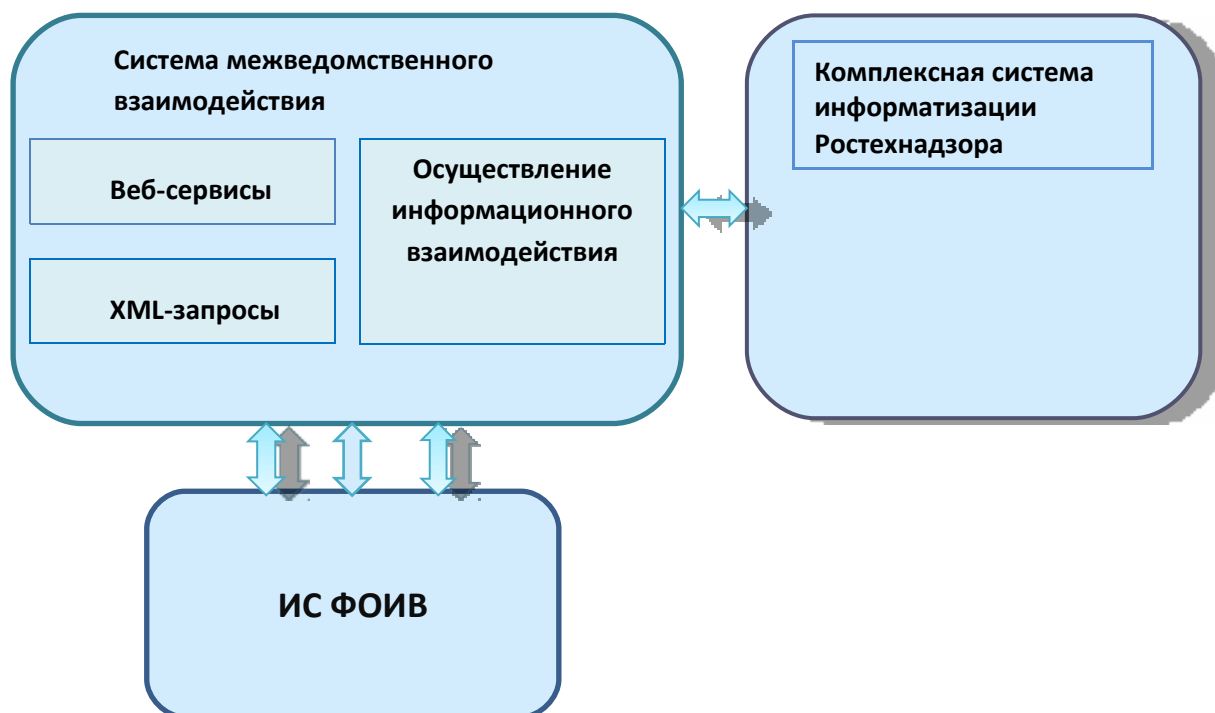 Система межведомственного
взаимодействия
Веб-сервисы
XML-запросы
Осуществление
информационного
взаимодействия
Комплексная система
информатизации
Ростехнадзора
ИС ФОИВ